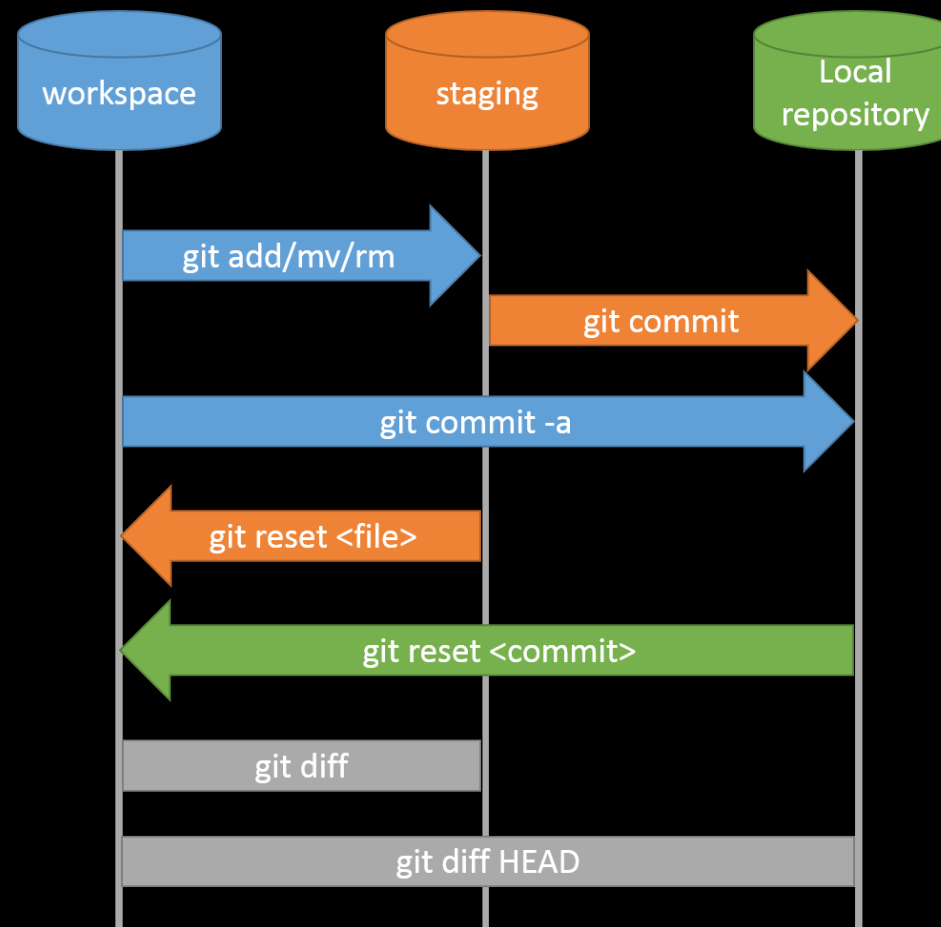 workspace
staging
Local
repository
git add/mv/rm
git commit
git commit -a
git reset <file>
git reset <commit>
git diff
git diff HEAD